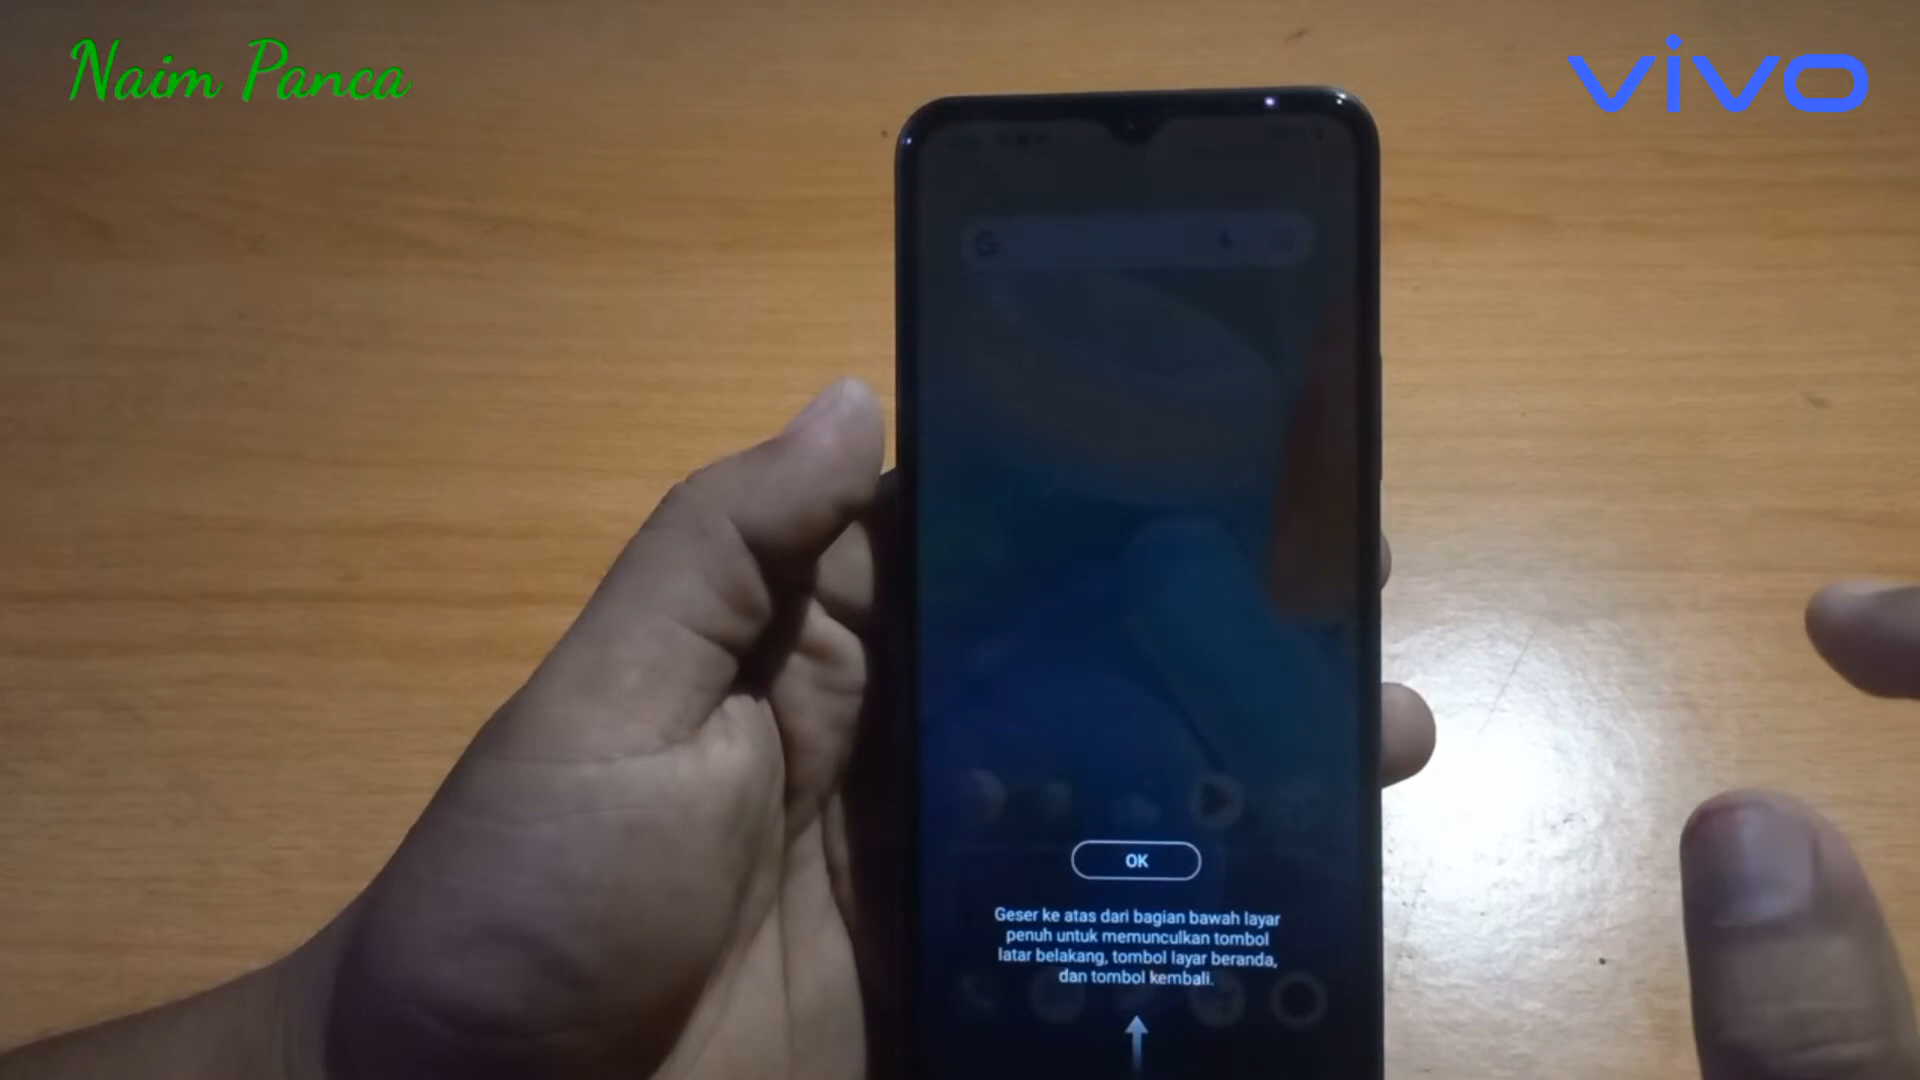 Naim Panca
vivo
OK
Geser ke atas dari bagian bawah layar
penuh untuk memunculkan tombol
latar belakang, tombol layar beranda,
dan tombol kembali.